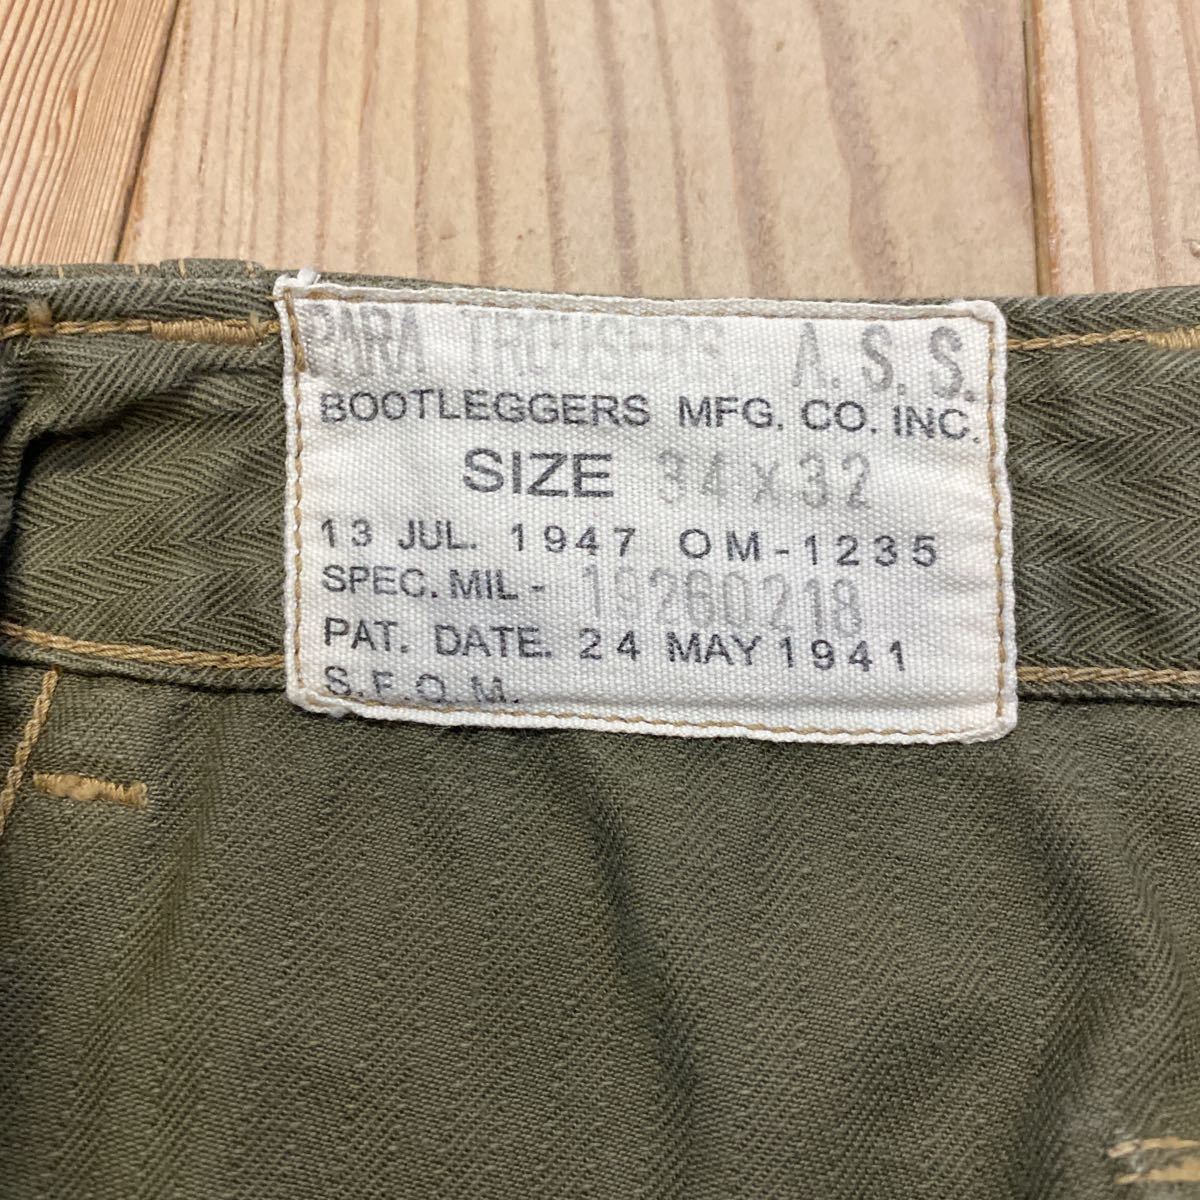 PARA TROUSERS A.S.S.
BOOTLEGGERS MFG. CO. INC.
SIZE 34 X 32
13 JUL. 1947 OM-1235
SPEC. MIL- 19260218
PAT. DATE. 24 MAY 1941
S.F.Q.M.